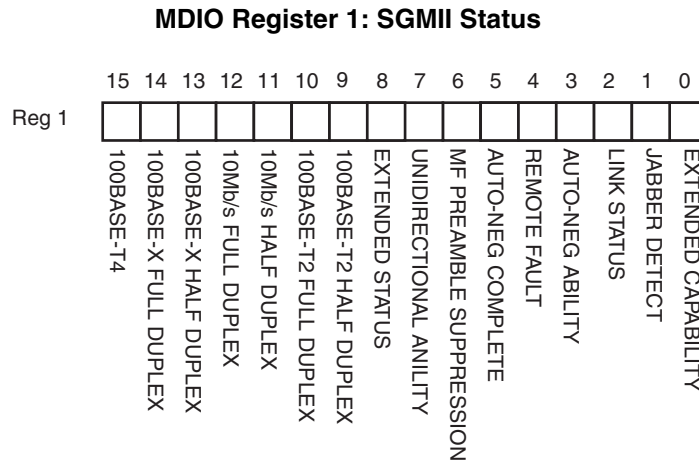 MDIO Register 1: SGMII Status
15 14 13 12 11 10 9 8 7 6 5 4 3 2 1 0
Reg 1
100BASE-T4
100BASE-X FULL DUPLEX
100BASE-X HALF DUPLEX
10Mb/s FULL DUPLEX
10Mb/s HALF DUPLEX
100BASE-T2 FULL DUPLEX
100BASE-T2 HALF DUPLEX
EXTENDED STATUS
UNIDIRECTIONAL ANILITY
MF PREAMBLE SUPPRESSION
AUTO-NEG COMPLETE
REMOTE FAULT
AUTO-NEG ABILITY
LINK STATUS
JABBER DETECT
EXTENDED CAPABILITY